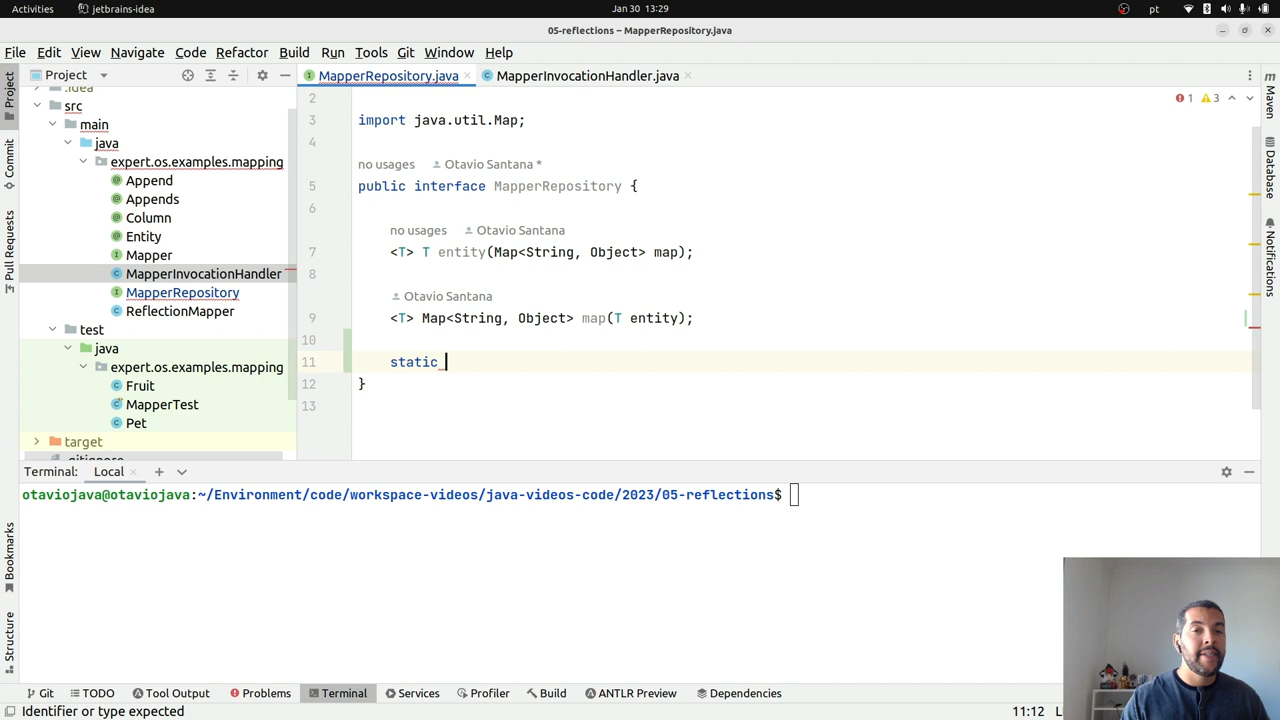 Activities jetbrains-idea Jan 30 13:29 pt
05-reflections – MapperRepository.java
File Edit View Navigate Code Refactor Build Run Tools Git Window Help
Project MapperRepository.java MapperInvocationHandler.java
.idea
src
main
java
expert.os.examples.mapping
Append
Appends
Column
Entity
Mapper
MapperInvocationHandler
MapperRepository
ReflectionMapper
test
java
expert.os.examples.mapping
Fruit
MapperTest
Pet
target
.gitignore
1 3
2
3 import java.util.Map;
4
no usages Otavio Santana *
5 public interface MapperRepository {
6
no usages Otavio Santana
7 <T> T entity(Map<String, Object> map);
8
Otavio Santana
9 <T> Map<String, Object> map(T entity);
10
11 static
12 }
13
Project
Commit
Pull Requests
Bookmarks
Structure
Maven
Database
Notifications
Terminal: Local
otaviojava@otaviojava:~/Environment/code/workspace-videos/java-videos-code/2023/05-reflections$
Git TODO Tool Output Problems Terminal Services Profiler Build ANTLR Preview Dependencies
Identifier or type expected 11:12